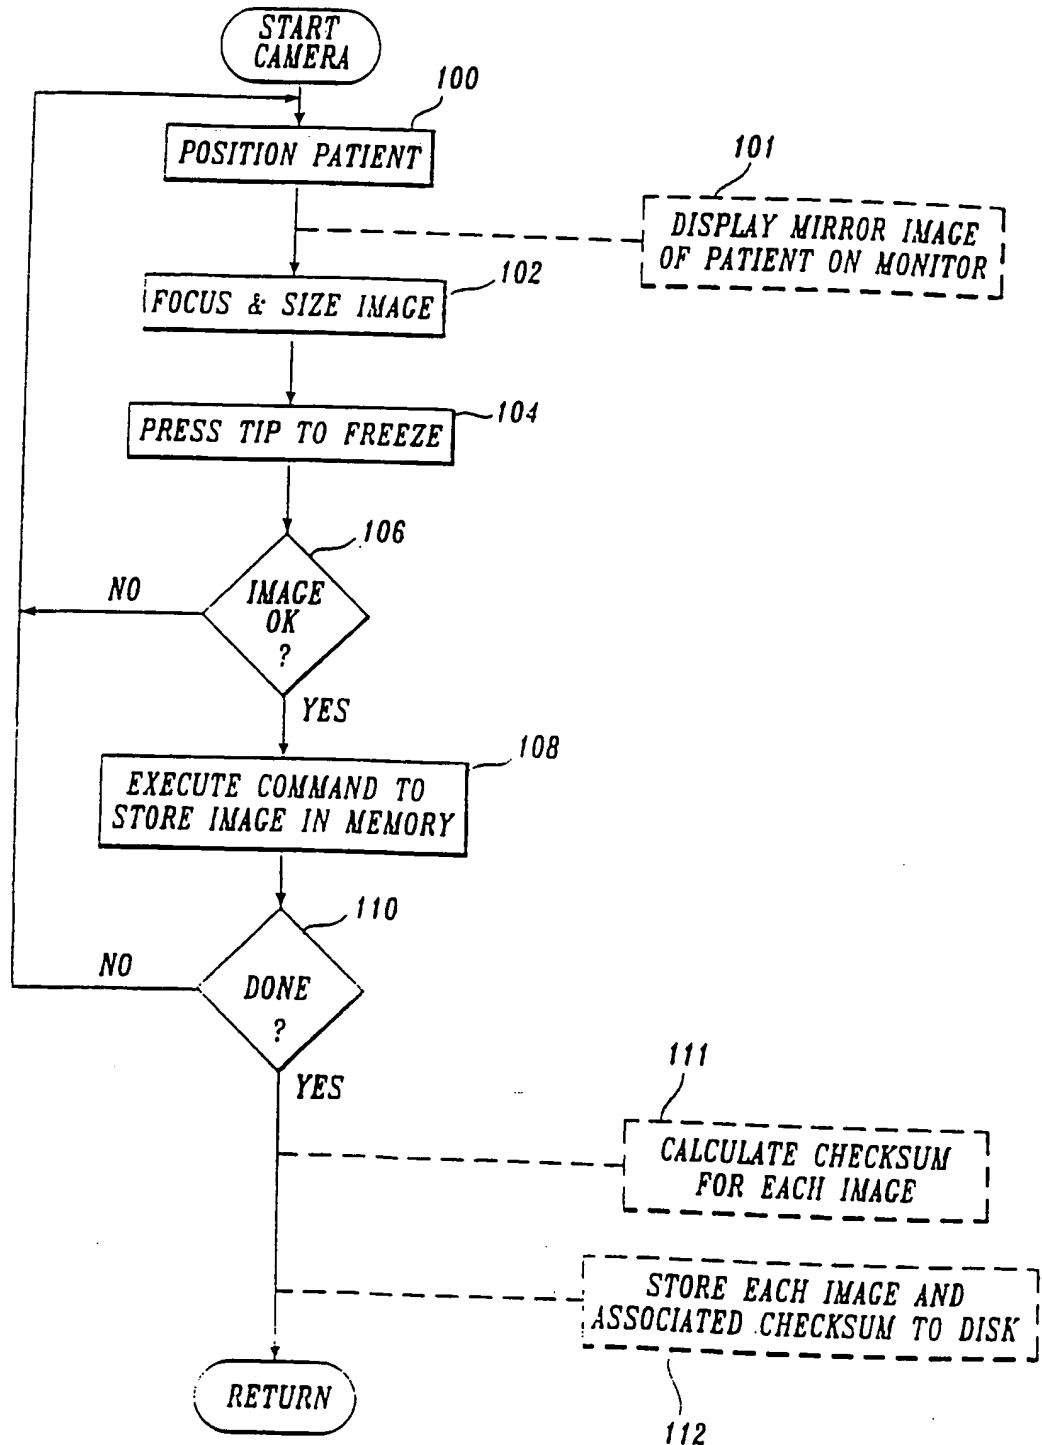 START
CAMERA
100
POSITION PATIENT
101
DISPLAY MIRROR IMAGE
OF PATIENT ON MONITOR
102
FOCUS & SIZE IMAGE
104
PRESS TIP TO FREEZE
106
IMAGE
OK
?
NO
YES
108
EXECUTE COMMAND TO
STORE IMAGE IN MEMORY
110
DONE
?
NO
YES
111
CALCULATE CHECKSUM
FOR EACH IMAGE
STORE EACH IMAGE AND
ASSOCIATED CHECKSUM TO DISK
112
RETURN